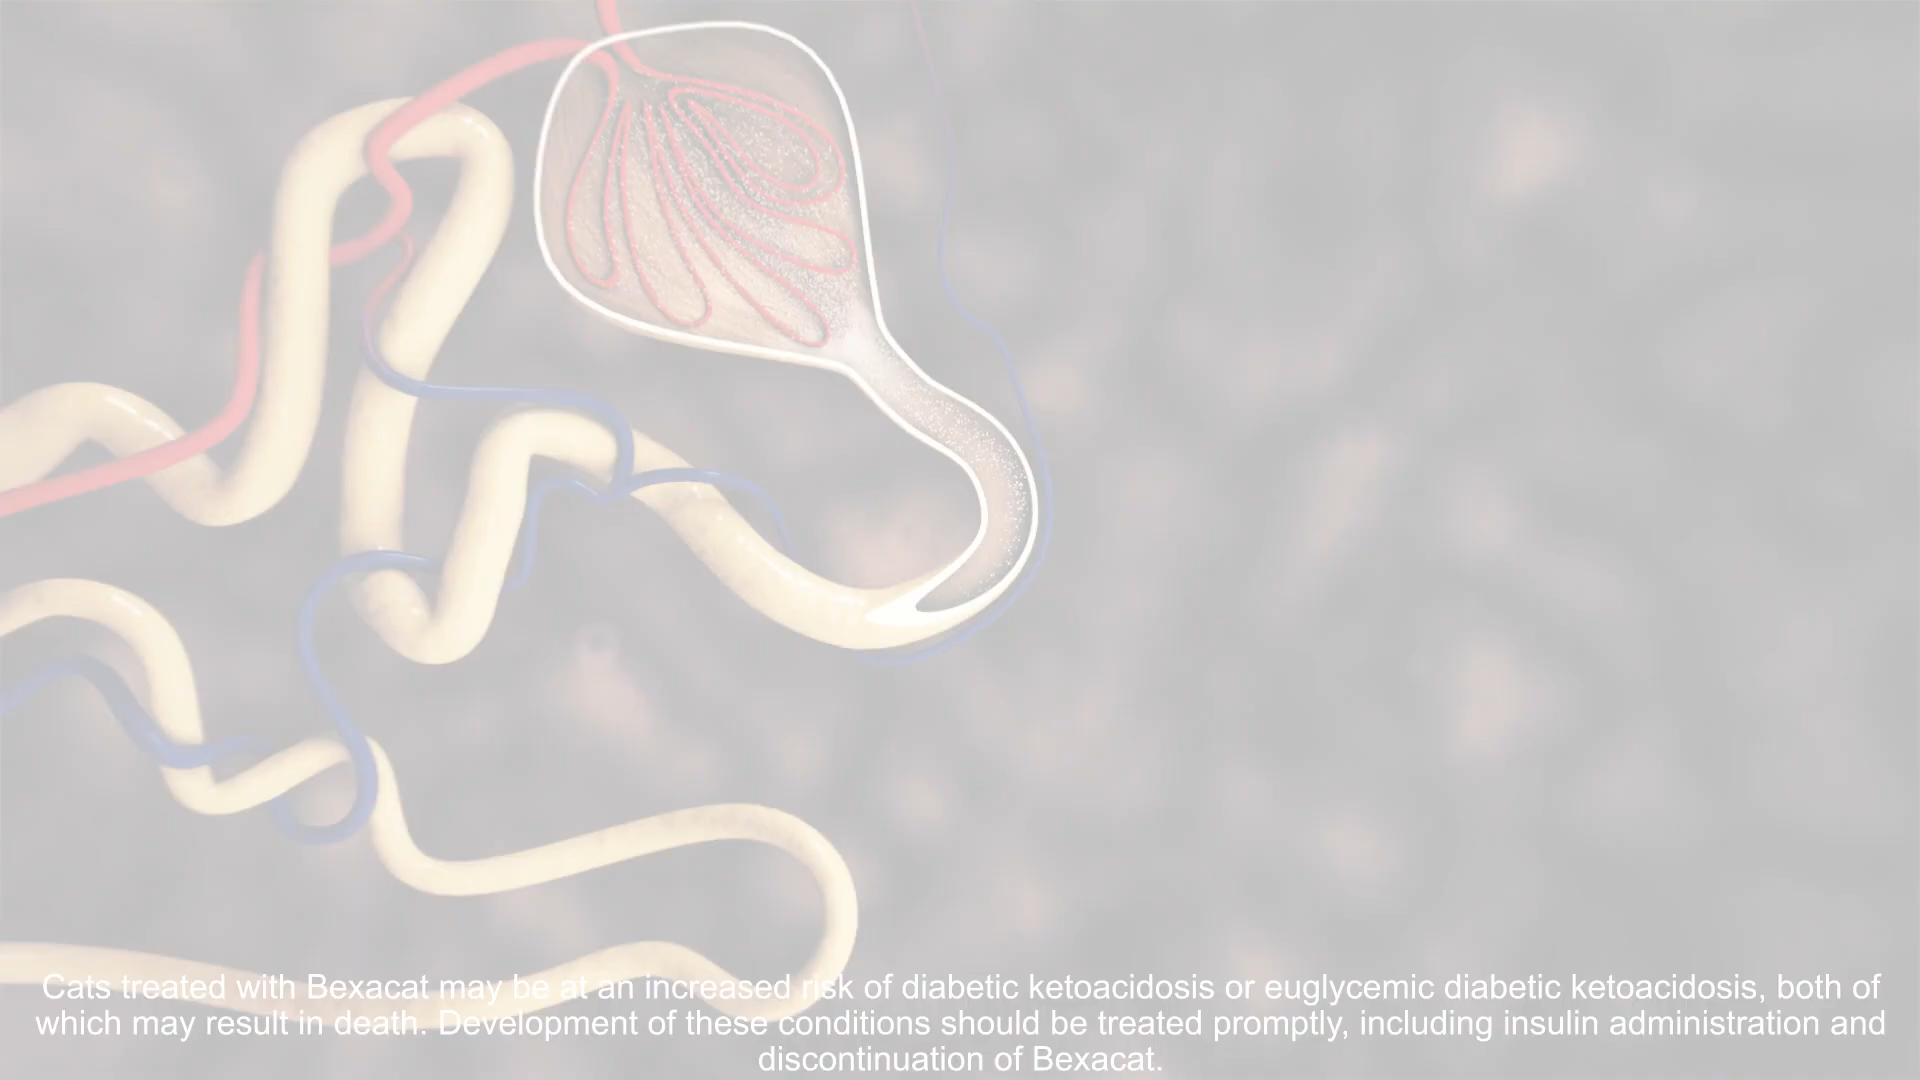 Cats treated with Bexacat may be at an increased risk of diabetic ketoacidosis or euglycemic diabetic ketoacidosis, both of
which may result in death. Development of these conditions should be treated promptly, including insulin administration and
discontinuation of Bexacat.